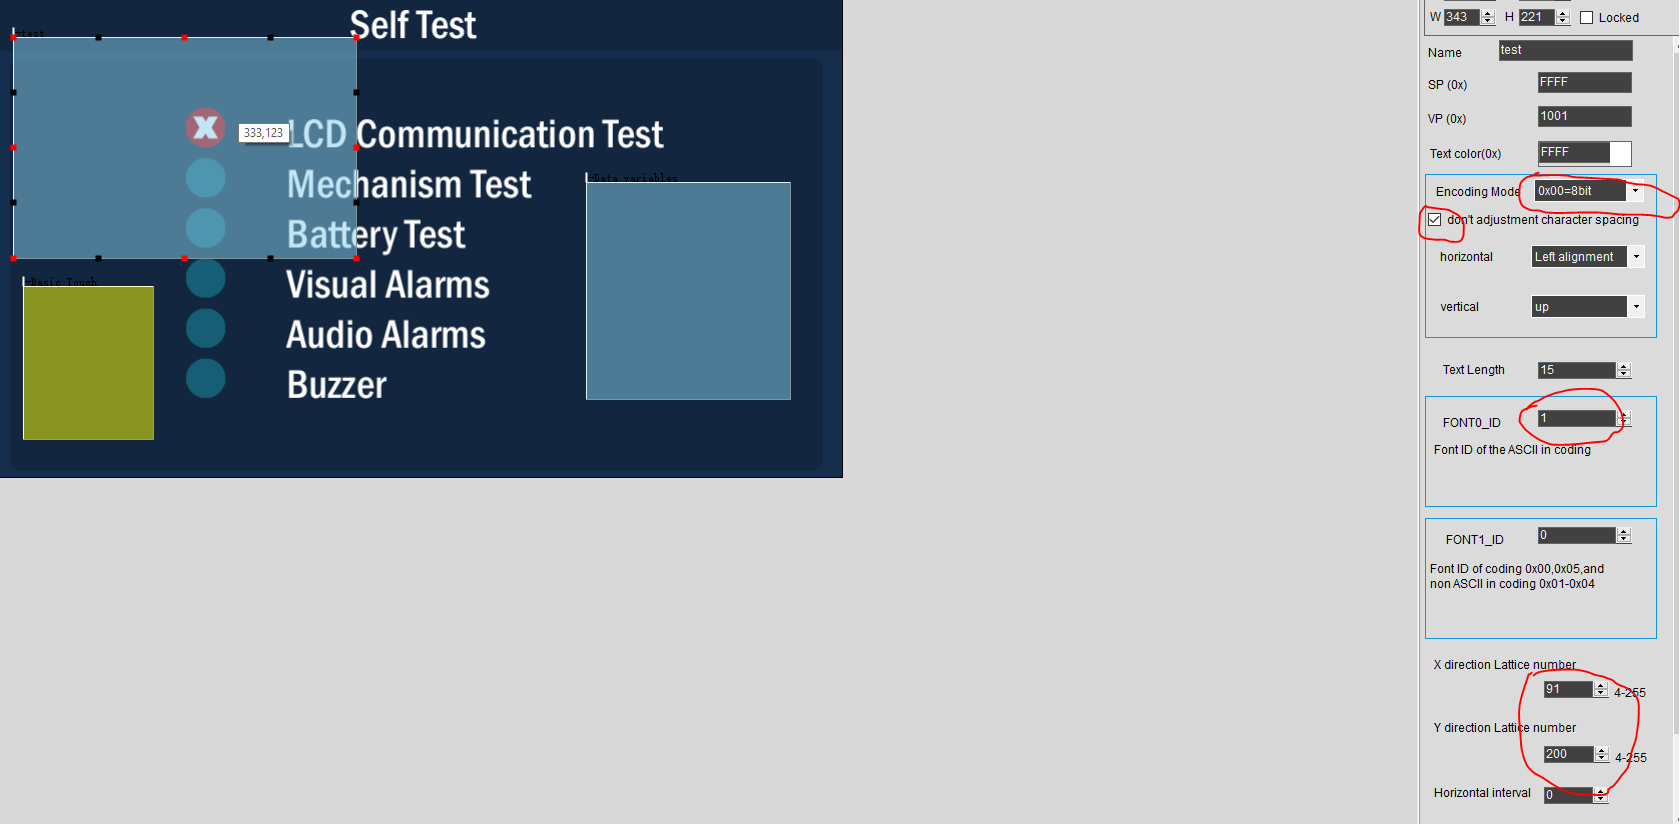 Self Test
test
333,123
LCD Communication Test
Mechanism Test
Data variables
Battery Test
Basic Touch
Visual Alarms
Audio Alarms
Buzzer
W 343 H 221 Locked
Name test
SP (0x) FFFF
VP (0x) 1001
Text color(0x) FFFF
Encoding Mode 0x00=8bit
don't adjustment character spacing
horizontal Left alignment
vertical up
Text Length 15
FONT0_ID 1
Font ID of the ASCII in coding
FONT1_ID 0
Font ID of coding 0x00,0x05,and
non ASCII in coding 0x01-0x04
X direction Lattice number
91 4-255
Y direction Lattice number
200 4-255
Horizontal interval 0